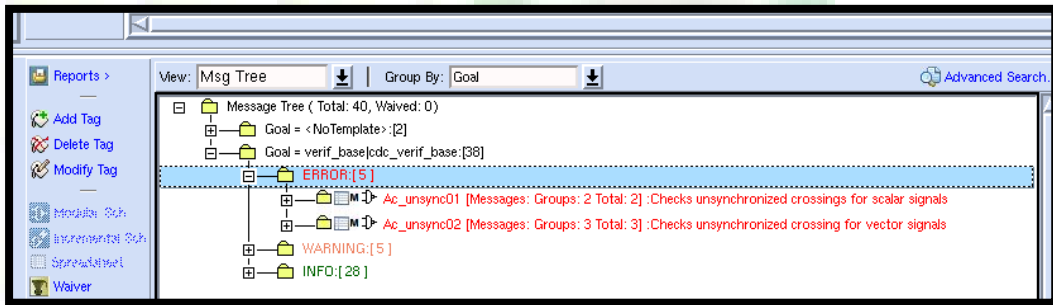 Reports >
View: Msg Tree Group By: Goal Advanced Search.
Message Tree ( Total: 40, Waived: 0)
Add Tag
Goal = <NoTemplate>:[2]
Delete Tag
Goal = verif_base|cdc_verif_base:[38]
Modify Tag
ERROR:[ 5 ]
M Ac_unsync01 [Messages: Groups: 2 Total: 2] :Checks unsynchronized crossings for scalar signals
Modular Sch
M Ac_unsync02 [Messages: Groups: 3 Total: 3] :Checks unsynchronized crossing for vector signals
Incremental Sch
WARNING:[ 5 ]
Spreadsheet
INFO:[ 28 ]
Waiver